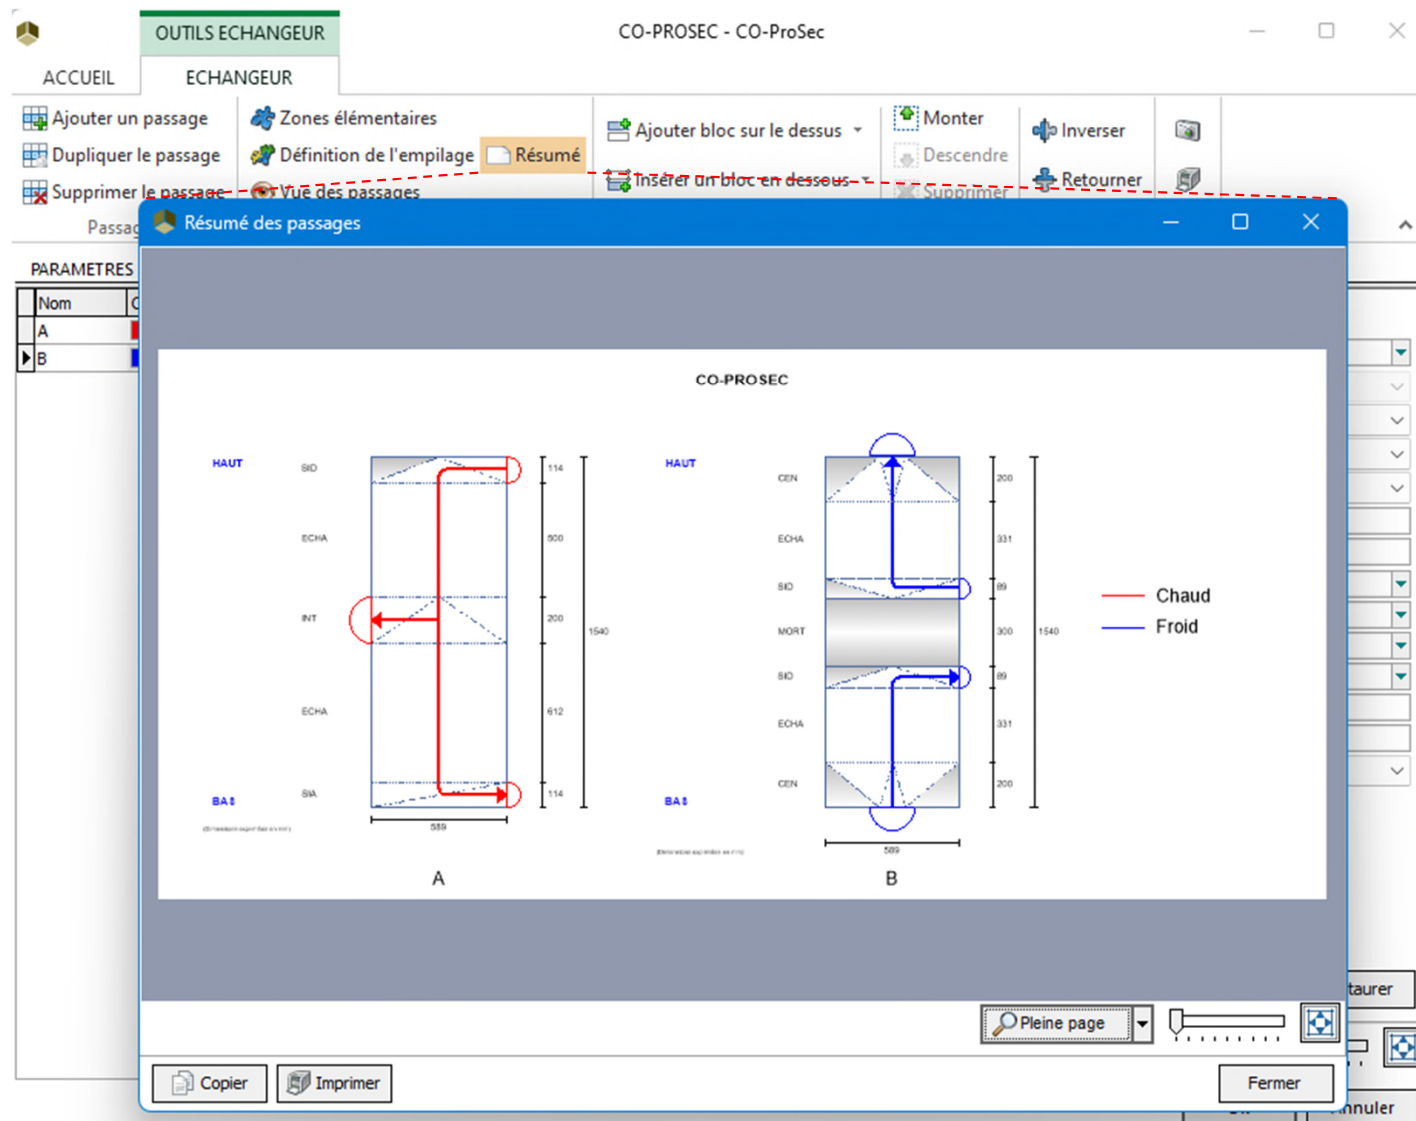 OUTILS ECHANGEUR
CO-PROSEC - CO-ProSec
ACCUEIL
ECHANGEUR
Ajouter un passage
Dupliquer le passage
Supprimer le passage
Zones élémentaires
Définition de l'empilage
Vue des passages
Résumé
Ajouter bloc sur le dessus
Insérer un bloc en dessous
Monter
Descendre
Supprimer
Inverser
Retourner
Passag
Résumé des passages
PARAMETRES
Nom
C
A
B
CO-PROSEC
HAUT
SID
114
ECHA
500
INT
200
1540
ECHA
612
BAS
SIA
114
589
A
HAUT
CEN
200
ECHA
331
SID
89
MORT
300
1540
SID
89
ECHA
331
BAS
CEN
200
589
B
Chaud
Froid
Pleine page
Copier
Imprimer
Fermer
taurer
Annuler